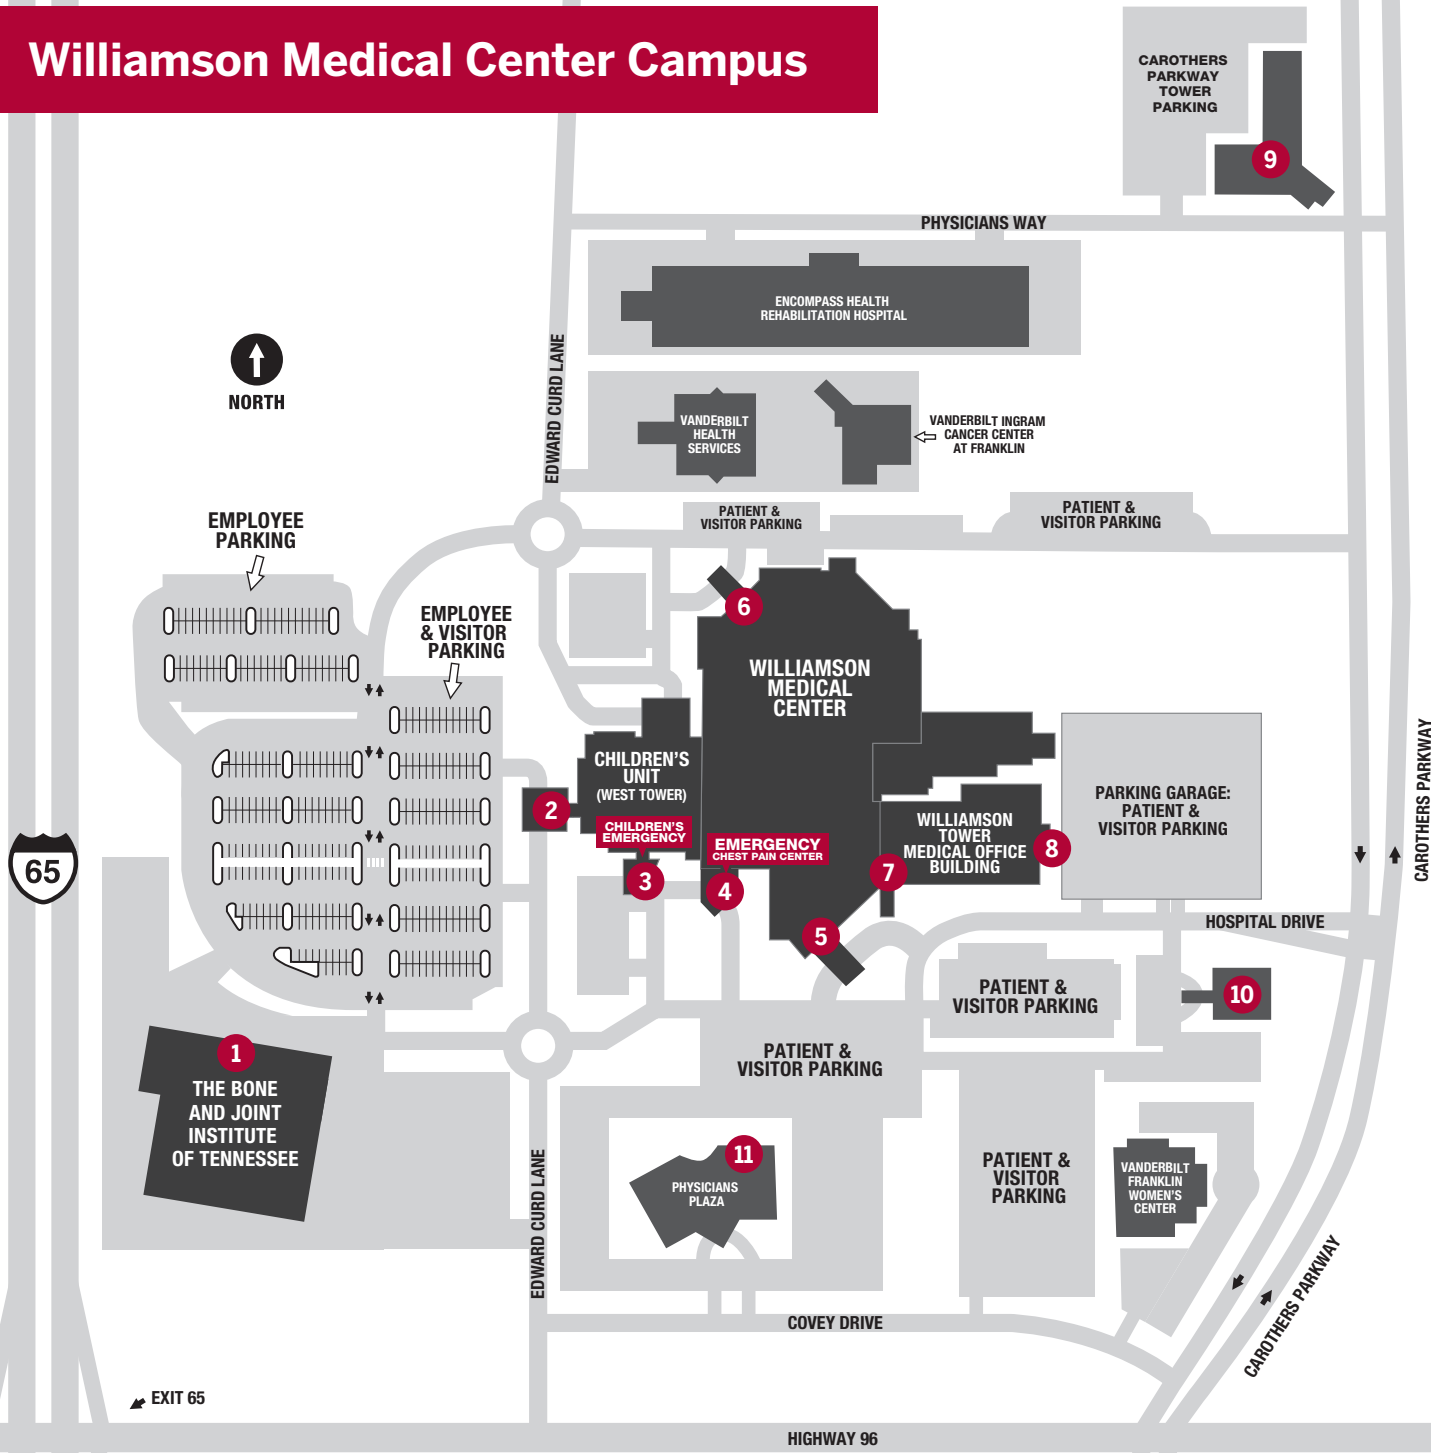 Williamson Medical Center Campus
CAROTHERS
PARKWAY
TOWER
PARKING
9
PHYSICIANS WAY
ENCOMPASS HEALTH
REHABILITATION HOSPITAL
NORTH
EDWARD CURD LANE
VANDERBILT
HEALTH
SERVICES
VANDERBILT INGRAM
CANCER CENTER
AT FRANKLIN
EMPLOYEE
PARKING
PATIENT &
VISITOR PARKING
PATIENT &
VISITOR PARKING
EMPLOYEE
& VISITOR
PARKING
6
WILLIAMSON
MEDICAL
CENTER
CHILDREN'S
UNIT
(WEST TOWER)
2
CHILDREN'S
EMERGENCY
3
EMERGENCY
CHEST PAIN CENTER
4
5
WILLIAMSON
TOWER
MEDICAL OFFICE
BUILDING
7
8
PARKING GARAGE:
PATIENT &
VISITOR PARKING
CAROTHERS PARKWAY
65
HOSPITAL DRIVE
PATIENT &
VISITOR PARKING
10
1
THE BONE
AND JOINT
INSTITUTE
OF TENNESSEE
PATIENT &
VISITOR PARKING
EDWARD CURD LANE
11
PHYSICIANS
PLAZA
PATIENT &
VISITOR
PARKING
VANDERBILT
FRANKLIN
WOMEN'S
CENTER
CAROTHERS PARKWAY
COVEY DRIVE
EXIT 65
HIGHWAY 96